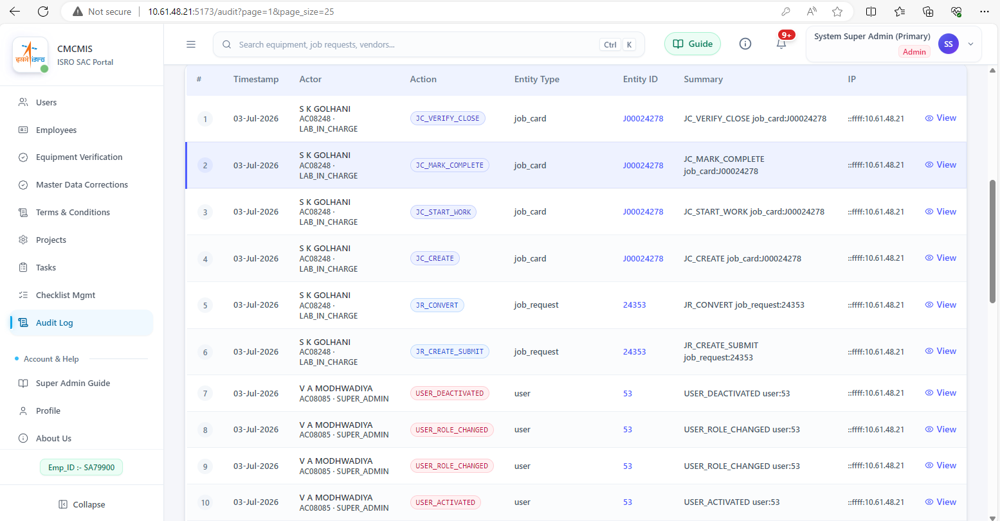 Not secure
10.61.48.21:5173/audit?page=1&page_size=25
CMCMIS
ISRO SAC Portal
Search equipment, job requests, vendors...
Ctrl K
Guide
9+
System Super Admin (Primary)
Admin
SS
Users
Employees
Equipment Verification
Master Data Corrections
Terms & Conditions
Projects
Tasks
Checklist Mgmt
Audit Log
Account & Help
Super Admin Guide
Profile
About Us
Emp_ID :- SA79900
Collapse
# Timestamp Actor Action Entity Type Entity ID Summary IP
1 03-Jul-2026 S K GOLHANI
AC08248 ·
LAB_IN_CHARGE
JC_VERIFY_CLOSE job_card J00024278 JC_VERIFY_CLOSE job_card:J00024278 ::ffff:10.61.48.21 View
2 03-Jul-2026 S K GOLHANI
AC08248 ·
LAB_IN_CHARGE
JC_MARK_COMPLETE job_card J00024278 JC_MARK_COMPLETE
job_card:J00024278
::ffff:10.61.48.21 View
3 03-Jul-2026 S K GOLHANI
AC08248 ·
LAB_IN_CHARGE
JC_START_WORK job_card J00024278 JC_START_WORK job_card:J00024278 ::ffff:10.61.48.21 View
4 03-Jul-2026 S K GOLHANI
AC08248 ·
LAB_IN_CHARGE
JC_CREATE job_card J00024278 JC_CREATE job_card:J00024278 ::ffff:10.61.48.21 View
5 03-Jul-2026 S K GOLHANI
AC08248 ·
LAB_IN_CHARGE
JR_CONVERT job_request 24353 JR_CONVERT job_request:24353 ::ffff:10.61.48.21 View
6 03-Jul-2026 S K GOLHANI
AC08248 ·
LAB_IN_CHARGE
JR_CREATE_SUBMIT job_request 24353 JR_CREATE_SUBMIT
job_request:24353
::ffff:10.61.48.21 View
7 03-Jul-2026 V A MODHWADIYA
AC08085 · SUPER_ADMIN
USER_DEACTIVATED user 53 USER_DEACTIVATED user:53 ::ffff:10.61.48.21 View
8 03-Jul-2026 V A MODHWADIYA
AC08085 · SUPER_ADMIN
USER_ROLE_CHANGED user 53 USER_ROLE_CHANGED user:53 ::ffff:10.61.48.21 View
9 03-Jul-2026 V A MODHWADIYA
AC08085 · SUPER_ADMIN
USER_ROLE_CHANGED user 53 USER_ROLE_CHANGED user:53 ::ffff:10.61.48.21 View
10 03-Jul-2026 V A MODHWADIYA
AC08085 · SUPER_ADMIN
USER_ACTIVATED user 53 USER_ACTIVATED user:53 ::ffff:10.61.48.21 View